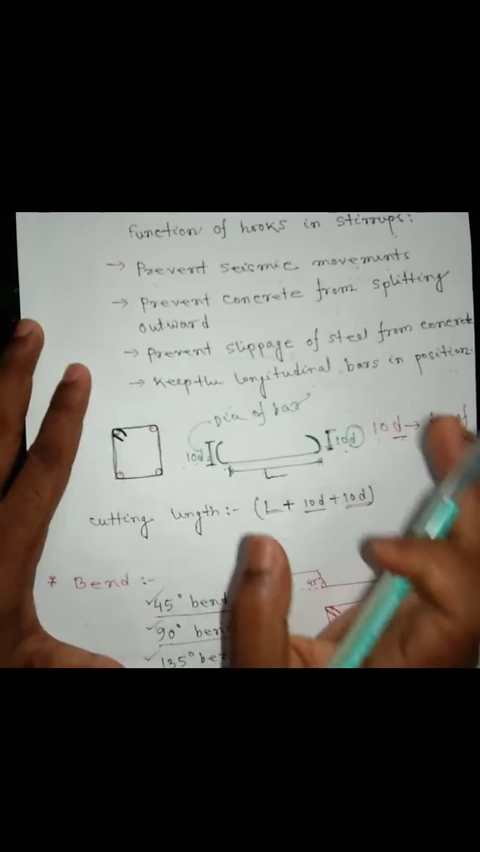 Function of hooks in stirrups:
→ Prevent seismic movements
→ Prevent concrete from splitting
outward
→ Prevent slippage of steel from concrete
→ Keep the longitudinal bars in position.
Dia of bar
10d 10d 10d →
L
Cutting length:- (L + 10d + 10d)
* Bend :-
45° bend 45°
90° ben
135° be